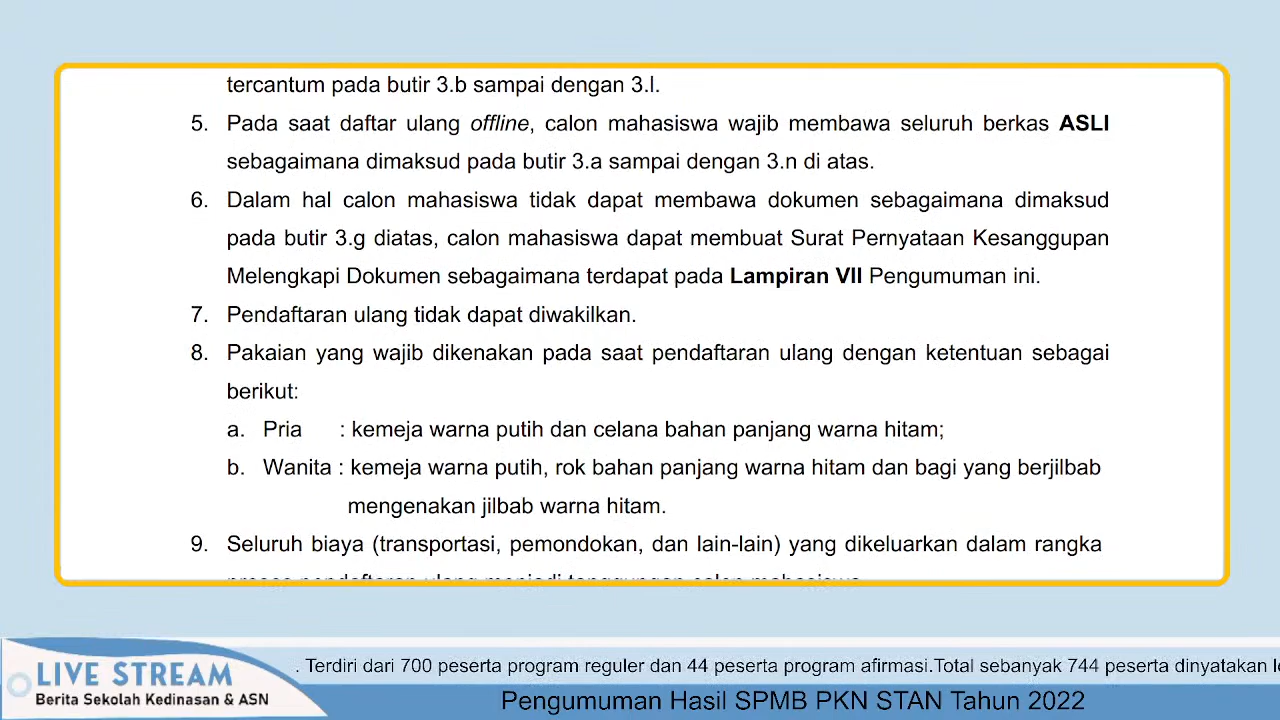 tercantum pada butir 3.b sampai dengan 3.l.
5. Pada saat daftar ulang offline, calon mahasiswa wajib membawa seluruh berkas ASLI
sebagaimana dimaksud pada butir 3.a sampai dengan 3.n di atas.
6. Dalam hal calon mahasiswa tidak dapat membawa dokumen sebagaimana dimaksud
pada butir 3.g diatas, calon mahasiswa dapat membuat Surat Pernyataan Kesanggupan
Melengkapi Dokumen sebagaimana terdapat pada Lampiran VII Pengumuman ini.
7. Pendaftaran ulang tidak dapat diwakilkan.
8. Pakaian yang wajib dikenakan pada saat pendaftaran ulang dengan ketentuan sebagai
berikut:
a. Pria : kemeja warna putih dan celana bahan panjang warna hitam;
b. Wanita : kemeja warna putih, rok bahan panjang warna hitam dan bagi yang berjilbab
mengenakan jilbab warna hitam.
9. Seluruh biaya (transportasi, pemondokan, dan lain-lain) yang dikeluarkan dalam rangka
proses pendaftaran ulang menjadi tanggungan calon mahasiswa.
. Terdiri dari 700 peserta program reguler dan 44 peserta program afirmasi.Total sebanyak 744 peserta dinyatakan
LIVE STREAM
Berita Sekolah Kedinasan & ASN
Pengumuman Hasil SPMB PKN STAN Tahun 2022